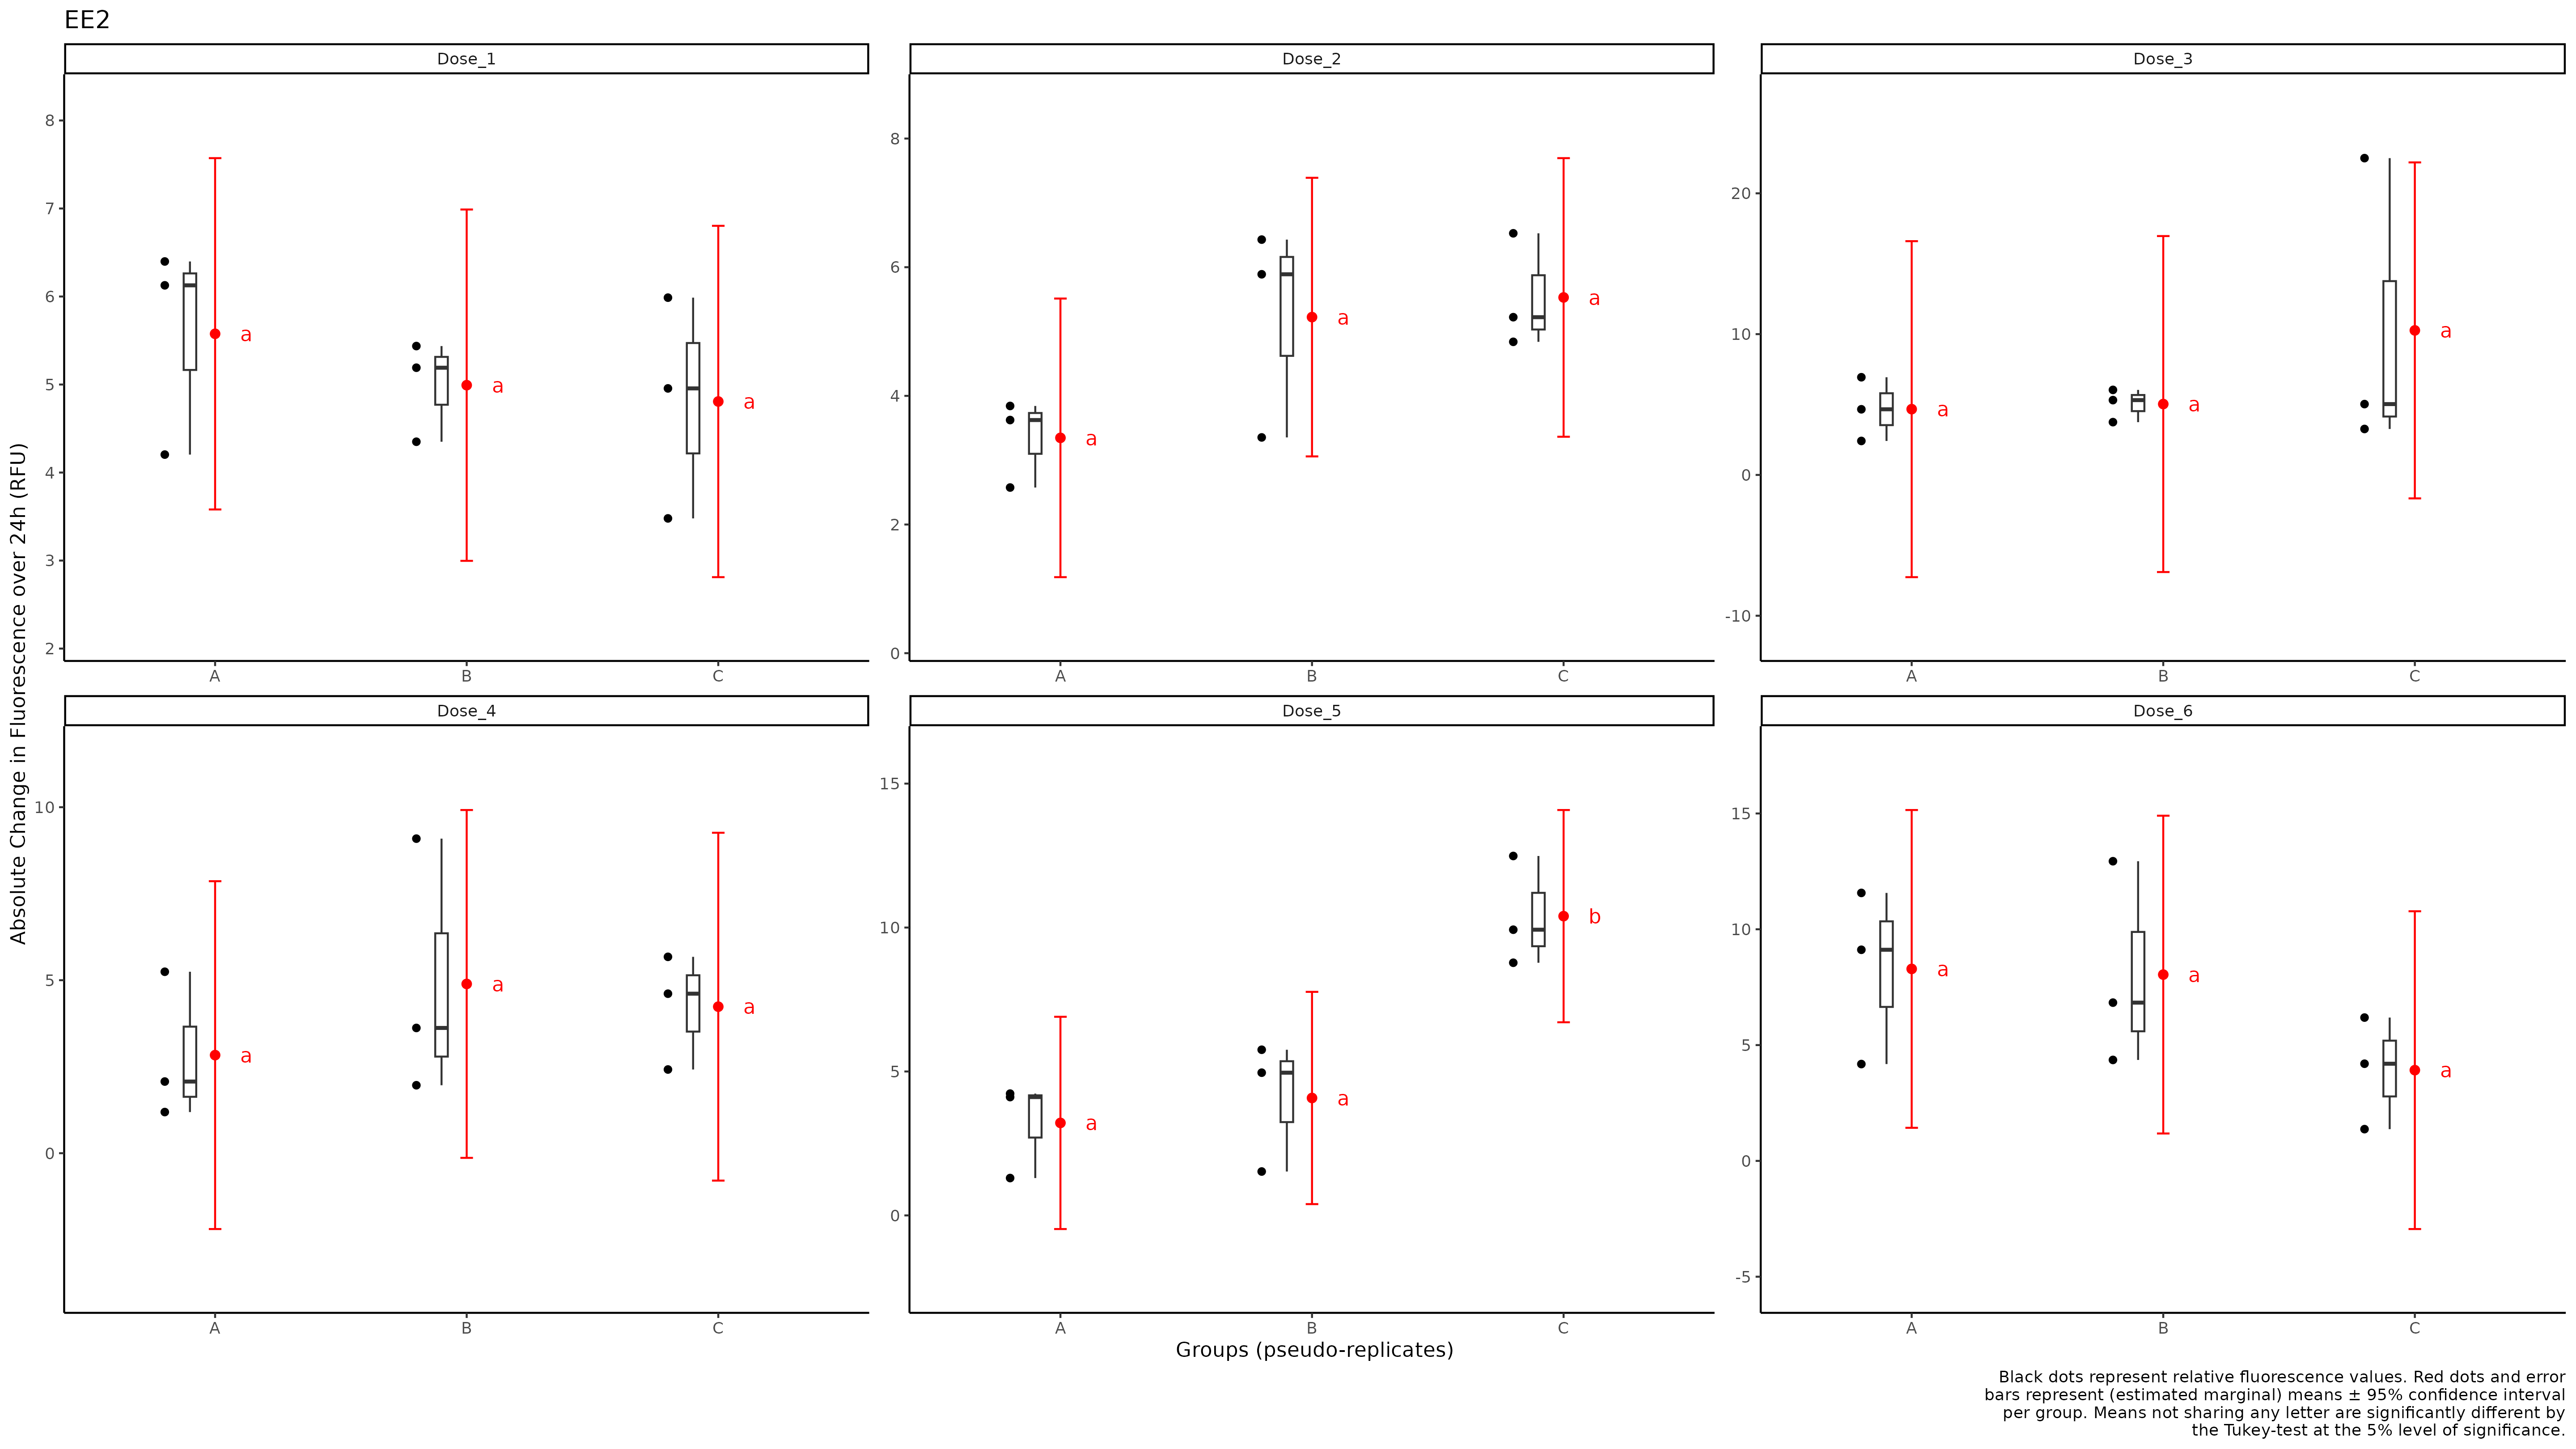 EE2
Absolute Change in Fluorescence over 24h (RFU)
Dose_1
8
7
6
5
4
3
2
a
a
a
A
B
C
Dose_2
8
6
4
2
0
a
a
a
A
B
C
Dose_3
20
10
0
-10
a
a
a
A
B
C
Dose_4
10
5
0
a
a
a
A
B
C
Dose_5
15
10
5
0
a
a
b
A
B
C
Dose_6
15
10
5
0
-5
a
a
a
A
B
C
Groups (pseudo-replicates)
Black dots represent relative fluorescence values. Red dots and error
bars represent (estimated marginal) means ± 95% confidence interval
per group. Means not sharing any letter are significantly different by
the Tukey-test at the 5% level of significance.